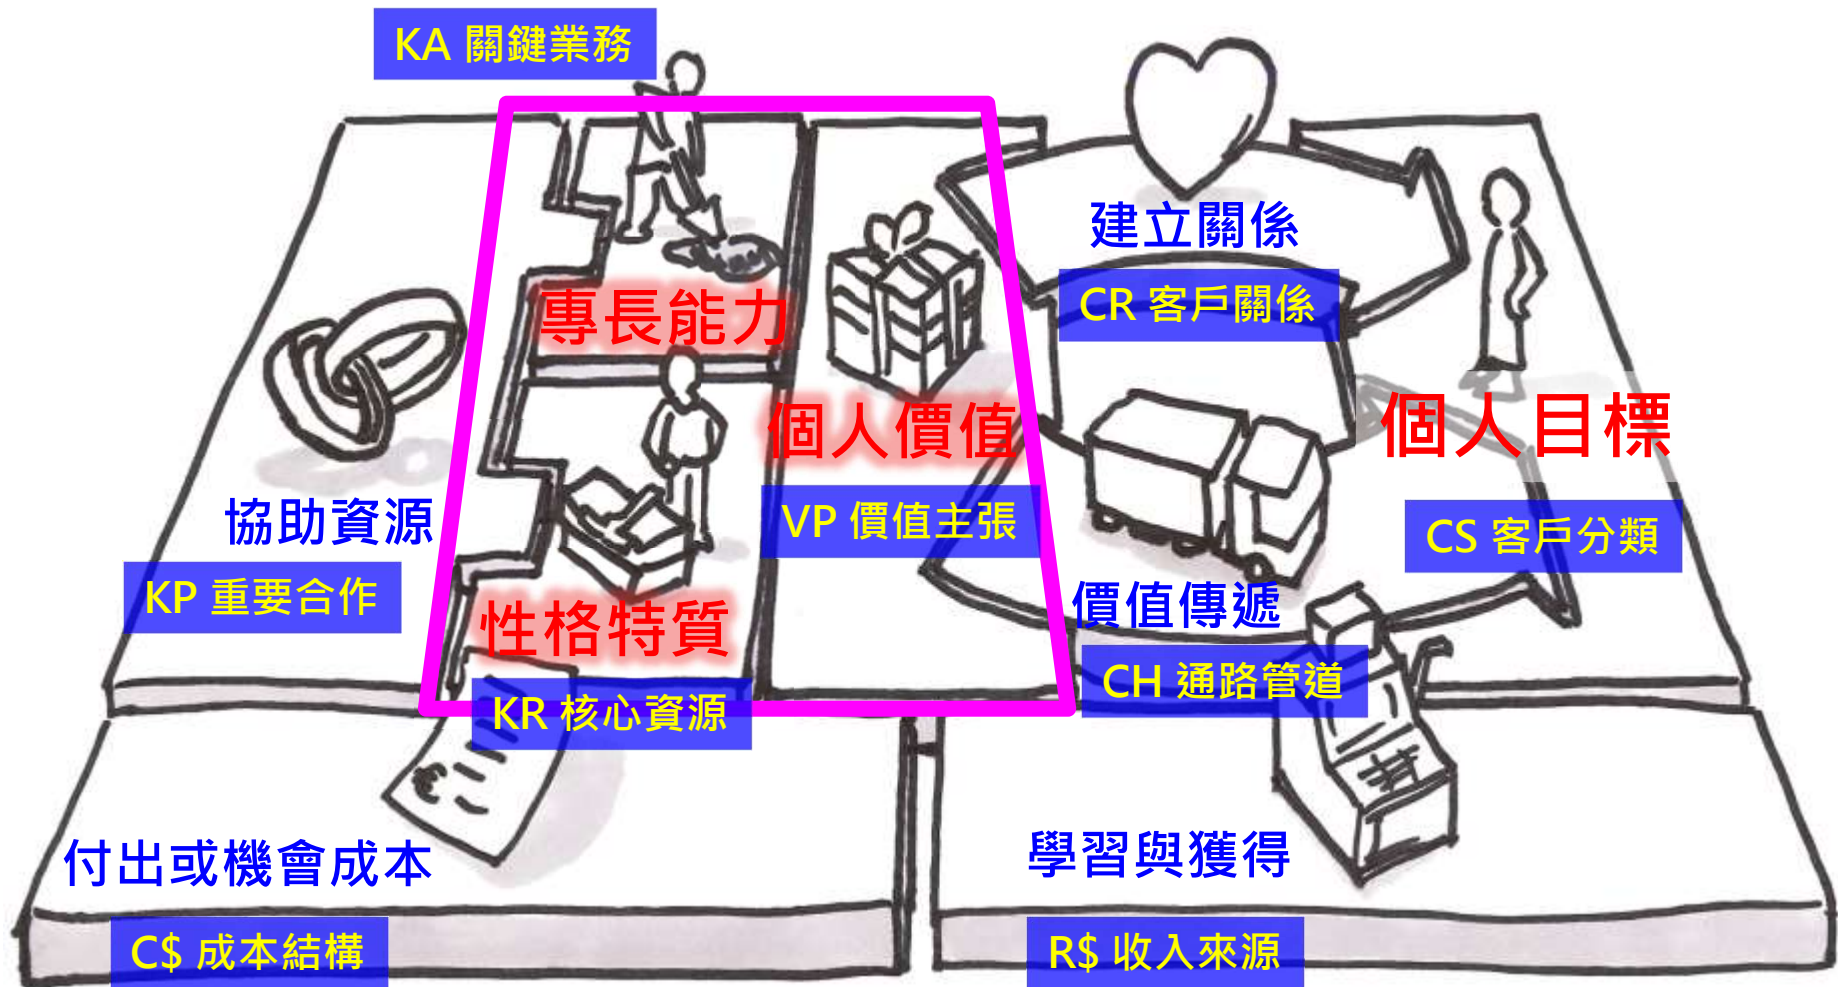 KA 關鍵業務
建立關係
CR 客戶關係
專長能力
個人價值
個人目標
協助資源
VP 價值主張
CS 客戶分類
KP 重要合作
價值傳遞
性格特質
CH 通路管道
KR 核心資源
付出或機會成本
學習與獲得
C$ 成本結構
R$ 收入來源